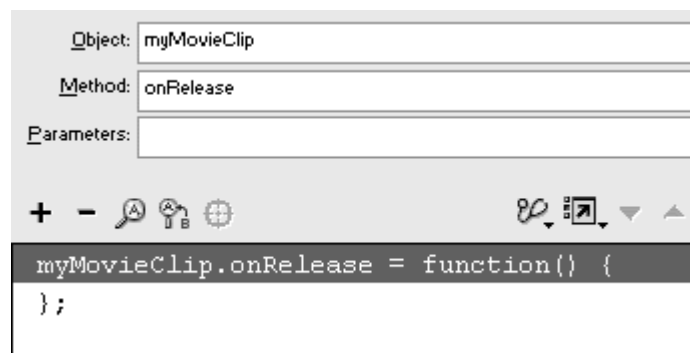 Object: myMovieClip
Method: onRelease
Parameters:
myMovieClip.onRelease = function() {
};